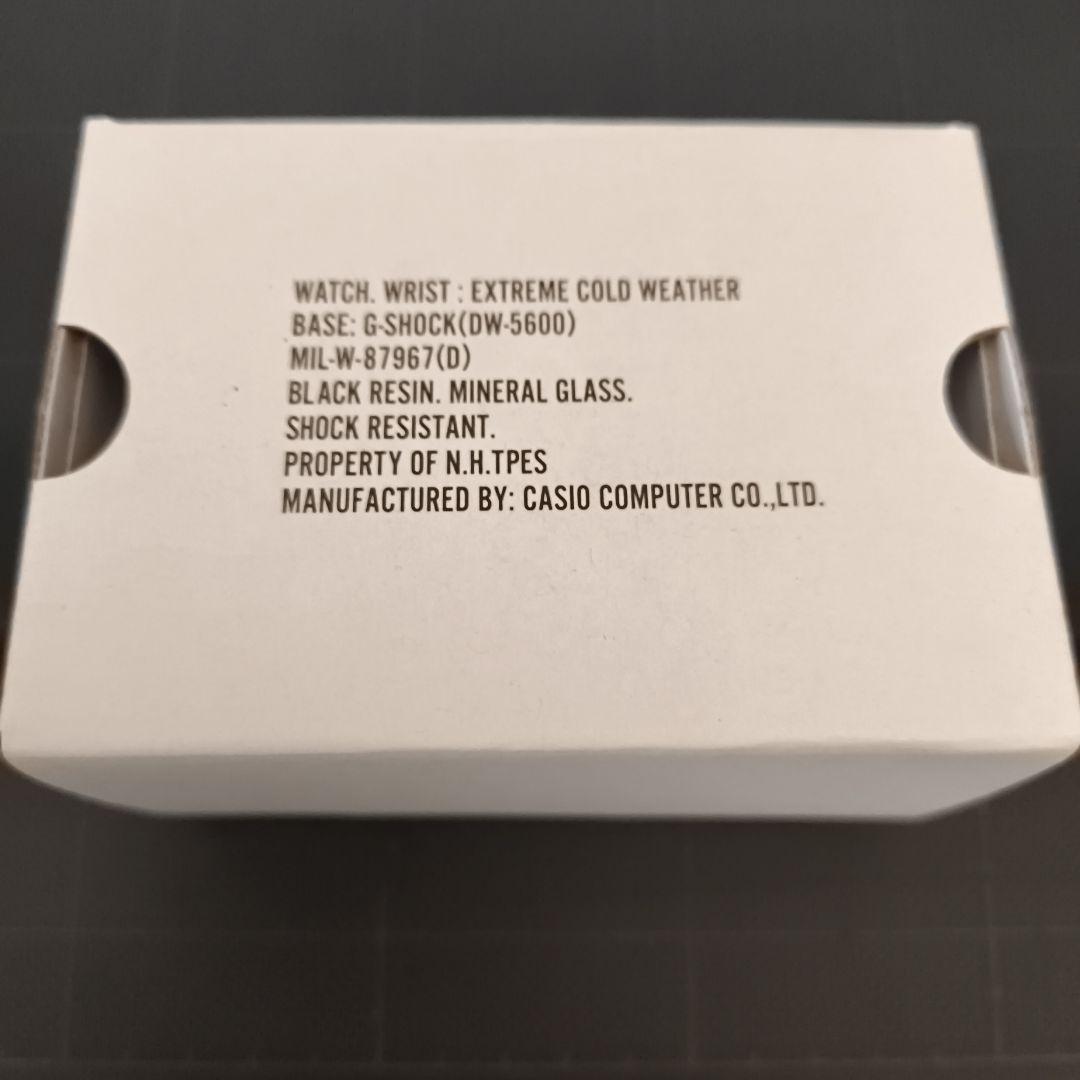 WATCH. WRIST : EXTREME COLD WEATHER
BASE: G-SHOCK(DW-5600)
MIL-W-87967(D)
BLACK RESIN. MINERAL GLASS.
SHOCK RESISTANT.
PROPERTY OF N.H.TPES
MANUFACTURED BY: CASIO COMPUTER CO.,LTD.